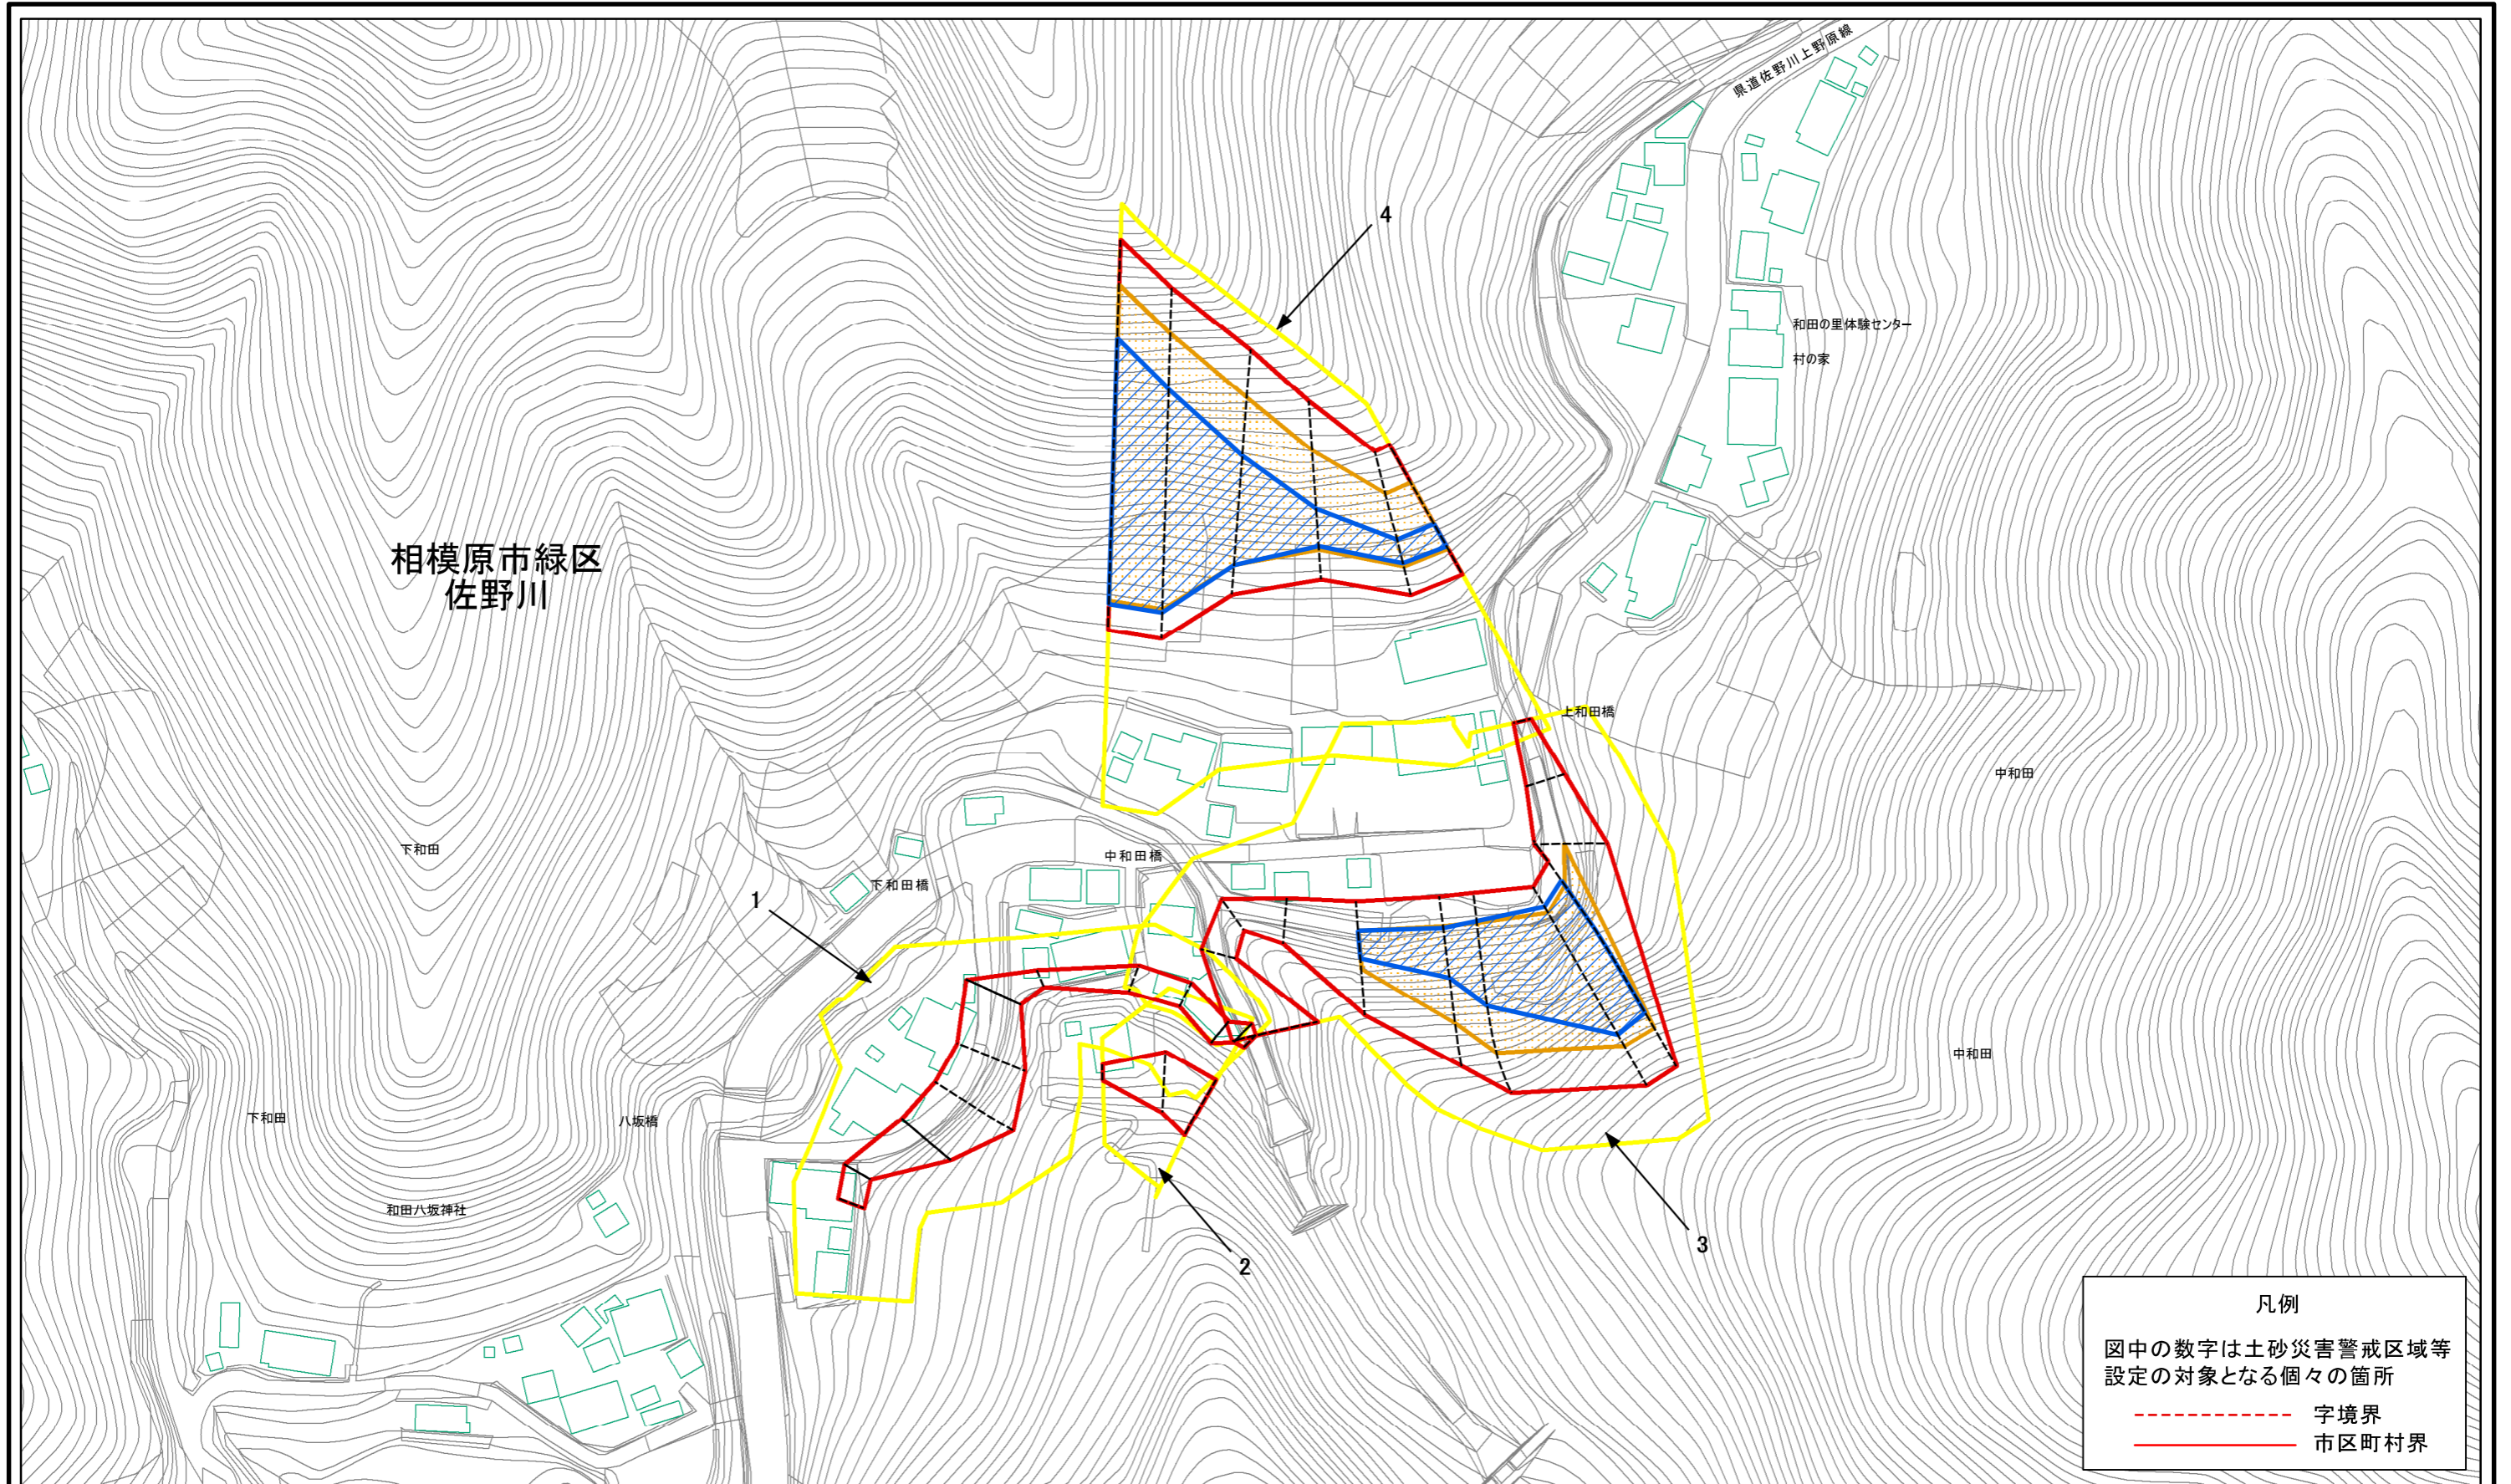 県道佐野川上野原線
4
和田の里体験センター
村の家
相模原市緑区
佐野川
上和田橋
中和田
下和田
中和田橋
下和田橋
1
中和田
下和田
八坂橋
和田八坂神社
3
2
凡例
図中の数字は土砂災害警戒区域等
設定の対象となる個々の箇所
字境界
市区町村界